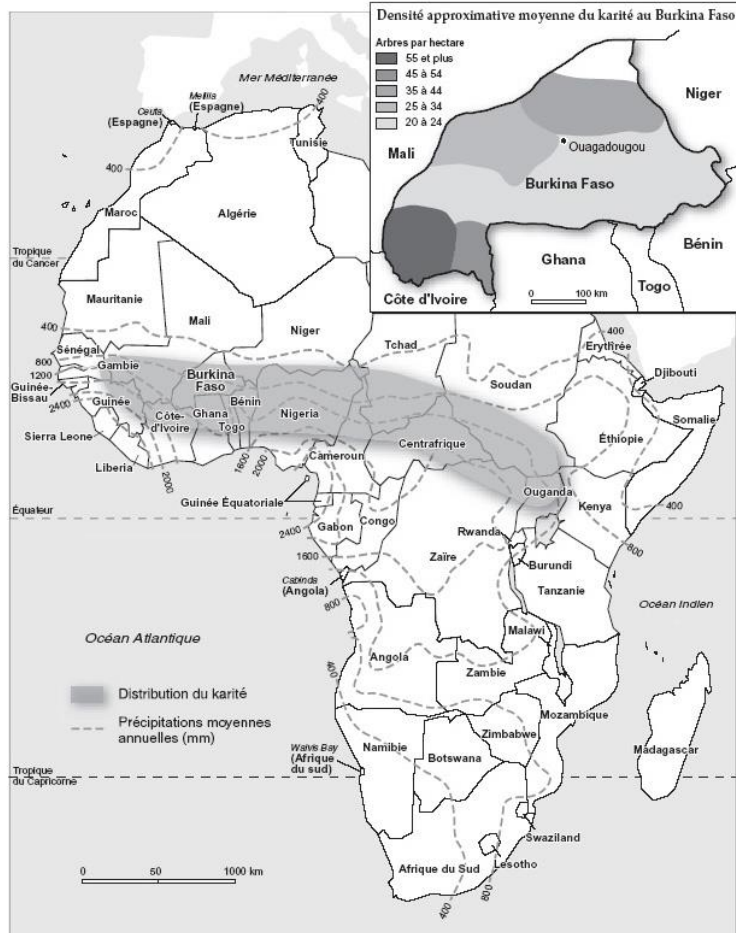 Densité approximative moyenne du karité au Burkina Faso
Arbres par hectare
55 et plus
45 à 54
35 à 44
25 à 34
20 à 24
Niger
Mali
Ouagadougou
Burkina Faso
Ghana
Bénin
Togo
Côte d'Ivoire
0 100 km
Mer Méditerranée
Ceuta
(Espagne)
Melilla
(Espagne)
400
400
Tunisie
Maroc
Algérie
Tropique
du Cancer
Mauritanie
Mali
Niger
Tchad
400
Erythrée
400
Sénégal
800
Gambie
1200
Guinée-
Bissau
2400
Guinée
Burkina
Faso
Bénin
Nigeria
Soudan
Djibouti
Somalie
Côte-
d'Ivoire
Ghana
Togo
Sierra Leone
Liberia
2000
1600
2000
Cameroun
Centrafrique
Éthiopie
Guinée Équatoriale
Ouganda
Kenya
400
Équateur
2400
Gabon
Congo
Rwanda
800
1600
Zaïre
Burundi
Cabinda
(Angola)
800
Tanzanie
Océan Indien
Océan Atlantique
400
Angola
Malawi
Zambie
Distribution du karité
Précipitations moyennes
annuelles (mm)
Mozambique
Zimbabwe
Madagascar
Walvis Bay
(Afrique
du sud)
Namibie
Botswana
Tropique
du Capricorne
Swaziland
Lesotho
Afrique du Sud
0 50 1000 km
400
800